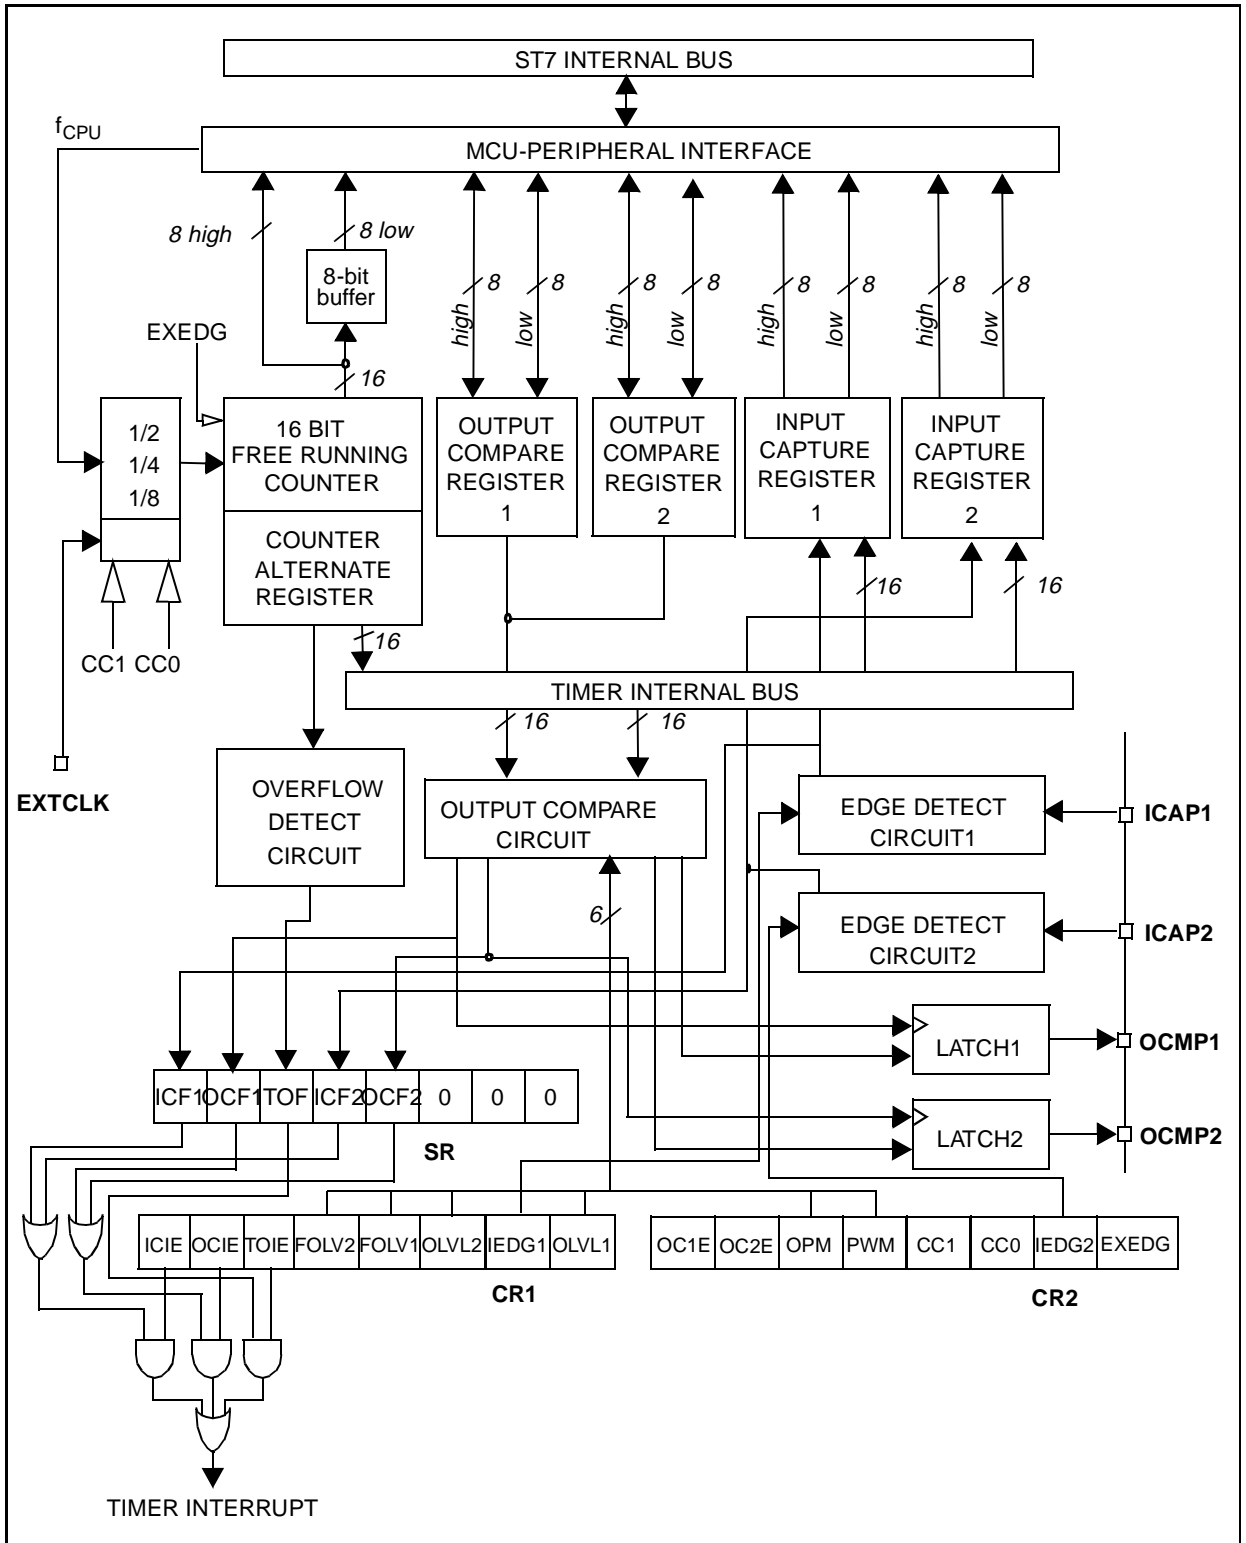 ST7 INTERNAL BUS
fCPU
MCU-PERIPHERAL INTERFACE
8 high
8 low
8-bit
buffer
8
8
8
8
8
8
8
8
high
low
high
low
high
low
high
low
EXEDG
16
1/2
1/4
1/8
16 BIT
FREE RUNNING
COUNTER
OUTPUT
COMPARE
REGISTER
1
OUTPUT
COMPARE
REGISTER
2
INPUT
CAPTURE
REGISTER
1
INPUT
CAPTURE
REGISTER
2
COUNTER
ALTERNATE
REGISTER
16
16
CC1 CC0
16
TIMER INTERNAL BUS
16
16
EXTCLK
OVERFLOW
DETECT
CIRCUIT
OUTPUT COMPARE
CIRCUIT
EDGE DETECT
CIRCUIT1
ICAP1
6
EDGE DETECT
CIRCUIT2
ICAP2
LATCH1
OCMP1
ICF1 OCF1 TOF ICF2 OCF2 0 0 0
SR
LATCH2
OCMP2
ICIE OCIE TOIE FOLV2 FOLV1 OLVL2 IEDG1 OLVL1
CR1
OC1E OC2E OPM PWM CC1 CC0 IEDG2 EXEDG
CR2
TIMER INTERRUPT